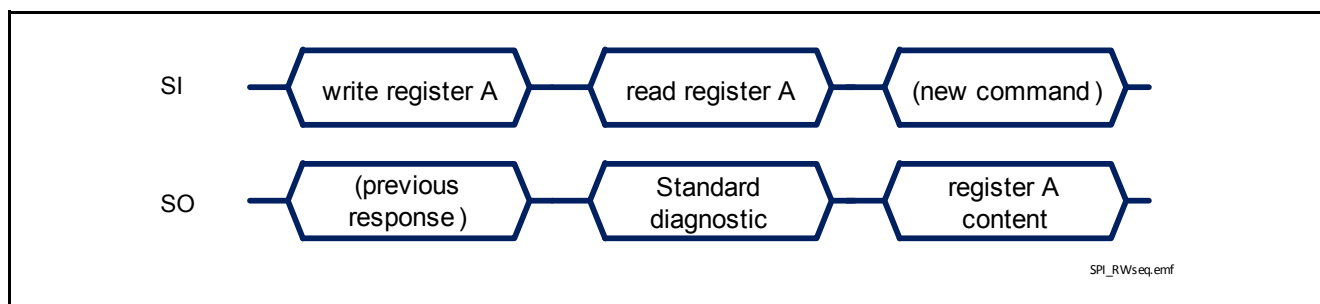 SI
write register A
read register A
(new command)
SO
(previous
response)
Standard
diagnostic
register A
content
SPI_RWseq.emf